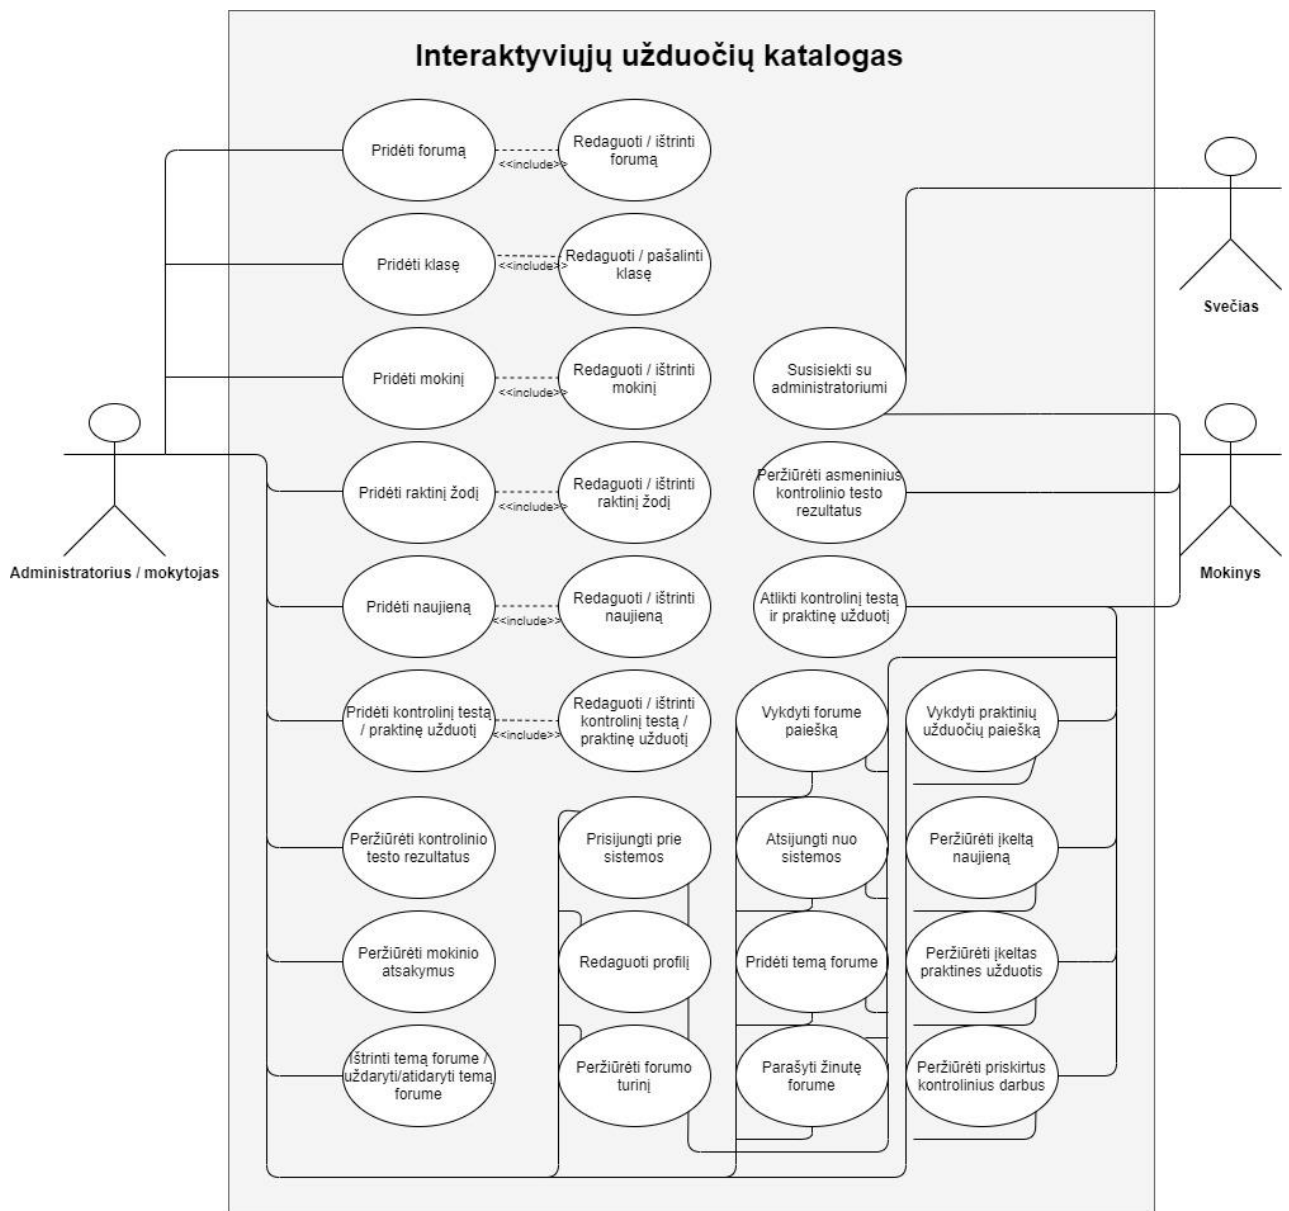 Interaktyviųjų užduočių katalogas
Pridėti forumą
<<include>>
Redaguoti / ištrinti
forumą
Pridėti klasę
<<include>>
Redaguoti / pašalinti
klasę
Svečias
Pridėti mokinį
<<include>>
Redaguoti / ištrinti
mokinį
Susisiekti su
administratoriumi
Administratorius / mokytojas
Mokinys
Pridėti raktinį žodį
<<include>>
Redaguoti / ištrinti
raktinį žodį
Peržiūrėti asmeninius
kontrolinio testo
rezultatus
Pridėti naujieną
<<include>>
Redaguoti / ištrinti
naujieną
Atlikti kontrolinį testą
ir praktinę užduotį
Pridėti kontrolinį testą
/ praktinę užduotį
<<include>>
Redaguoti / ištrinti
kontrolinį testą /
praktinę užduotį
Vykdyti forume
paiešką
Vykdyti praktinių
užduočių paiešką
Peržiūrėti kontrolinio
testo rezultatus
Prisijungti prie
sistemos
Atsijungti nuo
sistemos
Peržiūrėti įkeltą
naujieną
Peržiūrėti mokinio
atsakymus
Redaguoti profilį
Pridėti temą forume
Peržiūrėti įkeltas
praktines užduotis
Ištrinti temą forume /
uždaryti/atidaryti temą
forume
Peržiūrėti forumo
turinį
Parašyti žinutę
forume
Peržiūrėti priskirtus
kontrolinius darbus